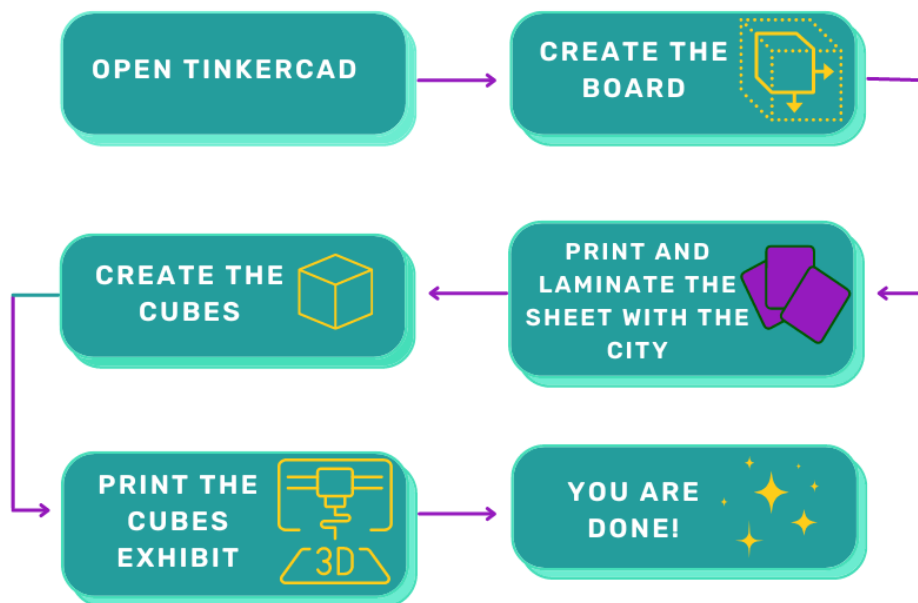 OPEN TINKERCAD
CREATE THE
BOARD
PRINT AND
LAMINATE THE
SHEET WITH THE
CITY
CREATE THE
CUBES
PRINT THE
CUBES
EXHIBIT
3D
YOU ARE
DONE!